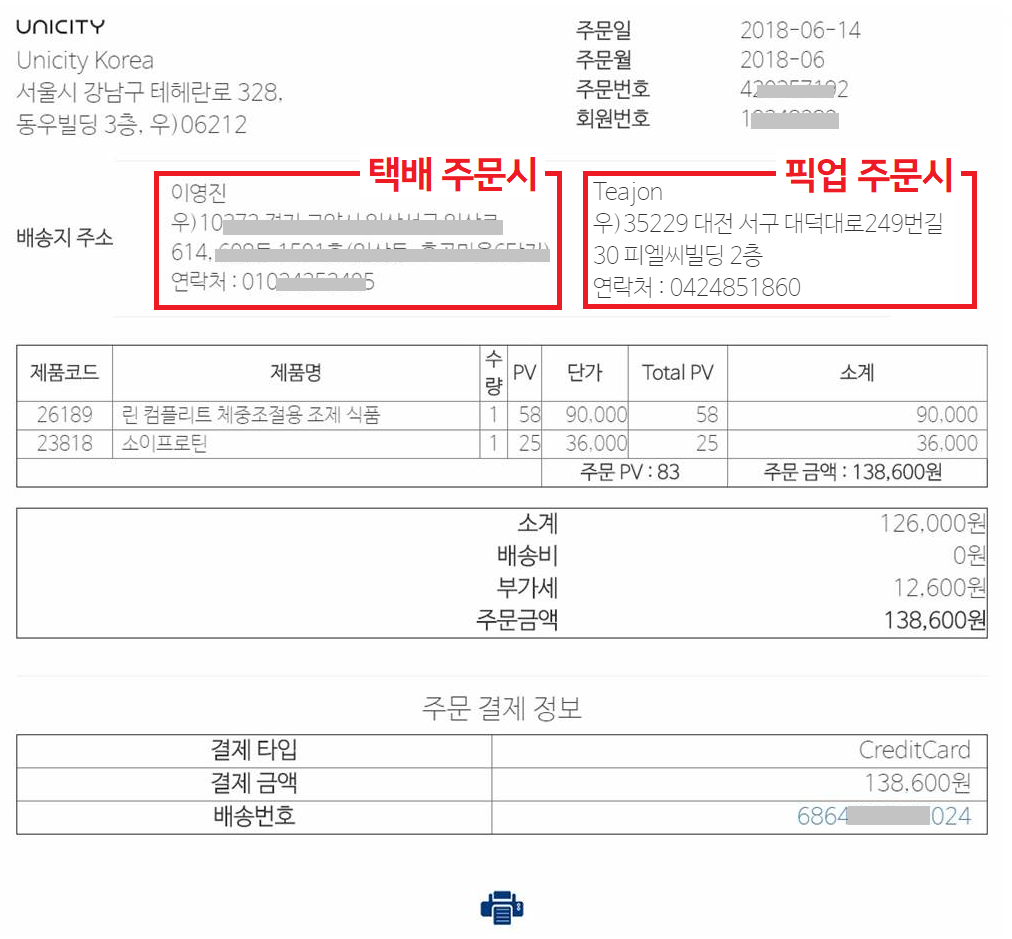 UNICITY
Unicity Korea
서울시 강남구 테헤란로 328,
동우빌딩 3층, 우)06212
주문일 2018-06-14
주문월 2018-06
주문번호
회원번호
배송지 주소
택배 주문시
이영진
우)
614,
연락처 : 010
픽업 주문시
Teajon
우)35229 대전 서구 대덕대로249번길
30 피엘씨빌딩 2층
연락처 : 0424851860
제품코드 제품명 수량 PV 단가 Total PV 소계
26189 린 컴플리트 체중조절용 조제 식품 1 58 90,000 58 90,000
23818 소이프로틴 1 25 36,000 25 36,000
주문 PV : 83 주문 금액 : 138,600원
소계 126,000원
배송비 0원
부가세 12,600원
주문금액 138,600원
주문 결제 정보
결제 타입 CreditCard
결제 금액 138,600원
배송번호 6864 024